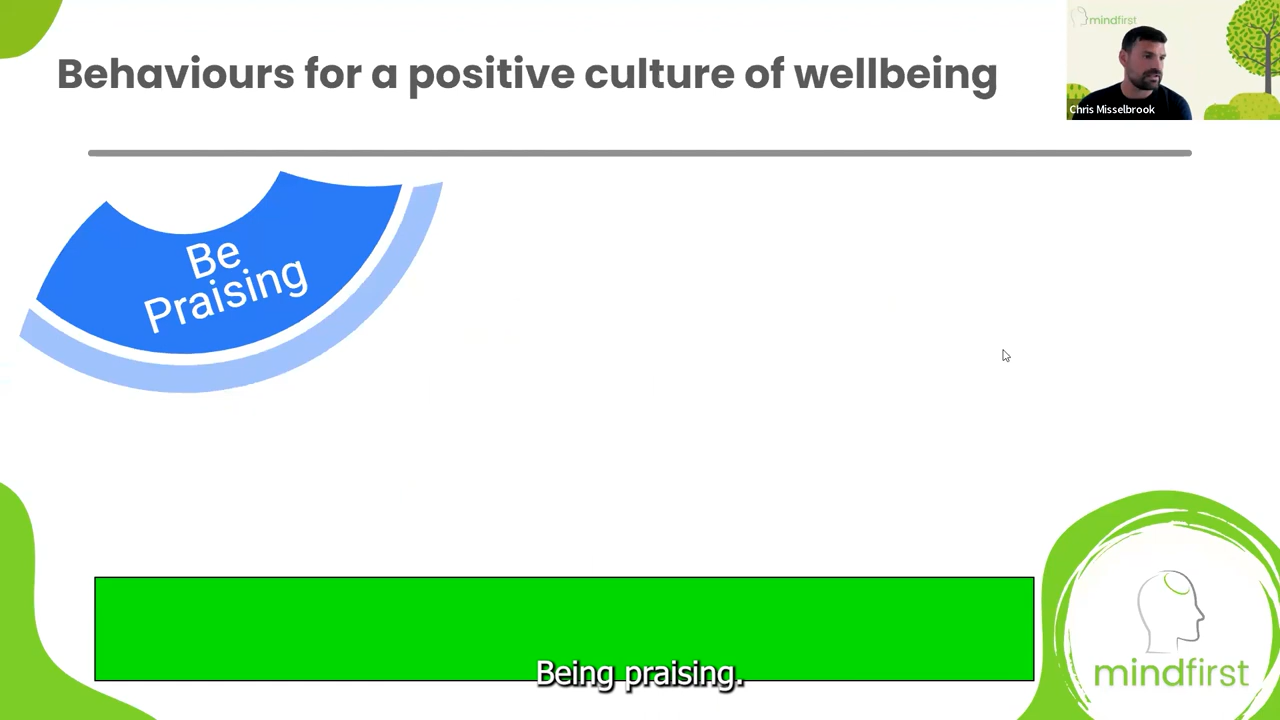 Behaviours for a positive culture of wellbeing
mindfirst
Chris Misselbrook
Be
Praising
Being praising.
mindfirst